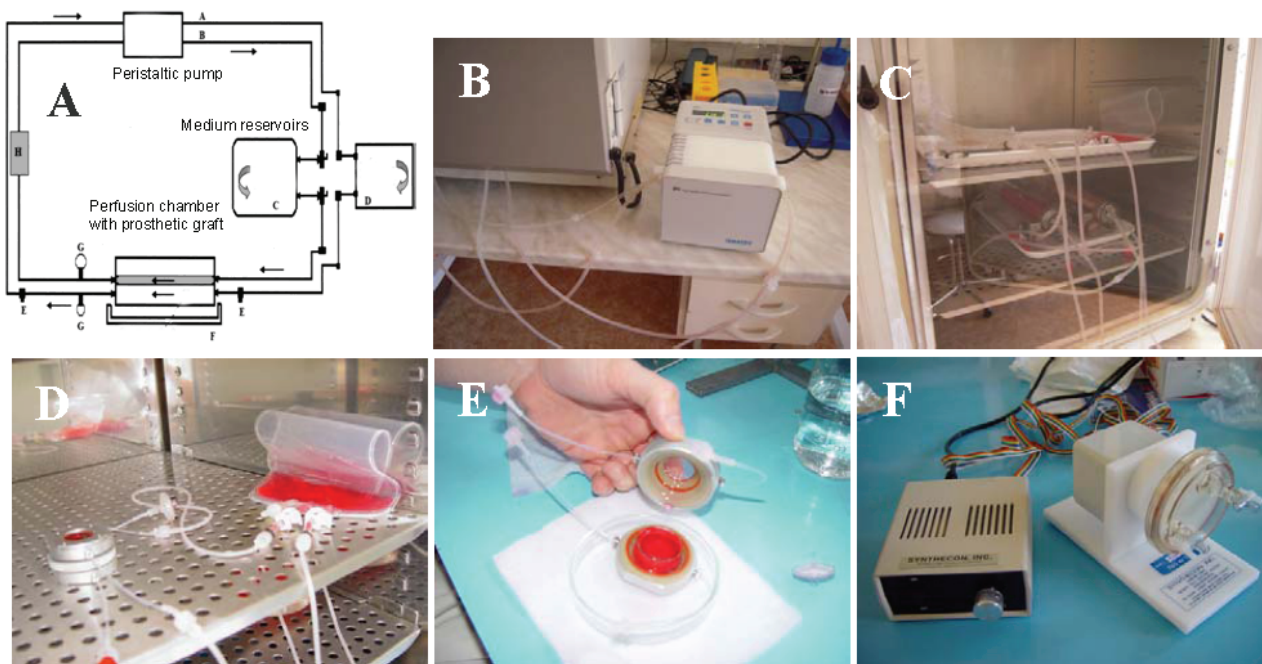 A
B
Peristaltic pump
A
Medium reservoirs
H
C
D
Perfusion chamber
with prosthetic graft
G
E
G
E
F
B
C
D
E
F
SYNTHECON, INC.